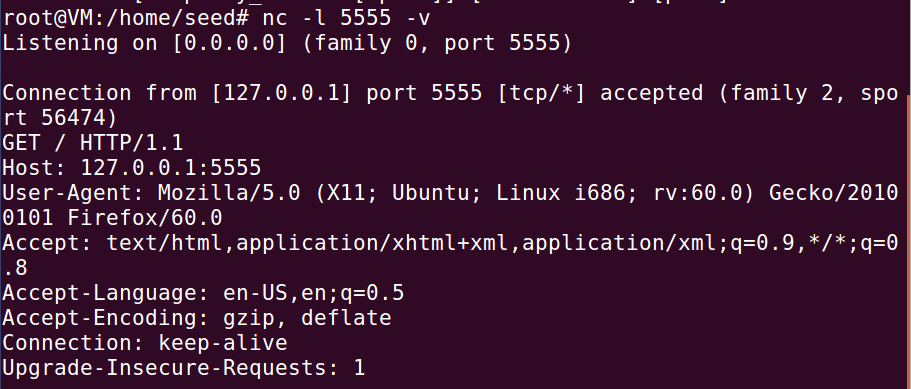 root@VM:/home/seed# nc -l 5555 -v
Listening on [0.0.0.0] (family 0, port 5555)
Connection from [127.0.0.1] port 5555 [tcp/*] accepted (family 2, spo
rt 56474)
GET / HTTP/1.1
Host: 127.0.0.1:5555
User-Agent: Mozilla/5.0 (X11; Ubuntu; Linux i686; rv:60.0) Gecko/2010
0101 Firefox/60.0
Accept: text/html,application/xhtml+xml,application/xml;q=0.9,*/*;q=0
.8
Accept-Language: en-US,en;q=0.5
Accept-Encoding: gzip, deflate
Connection: keep-alive
Upgrade-Insecure-Requests: 1